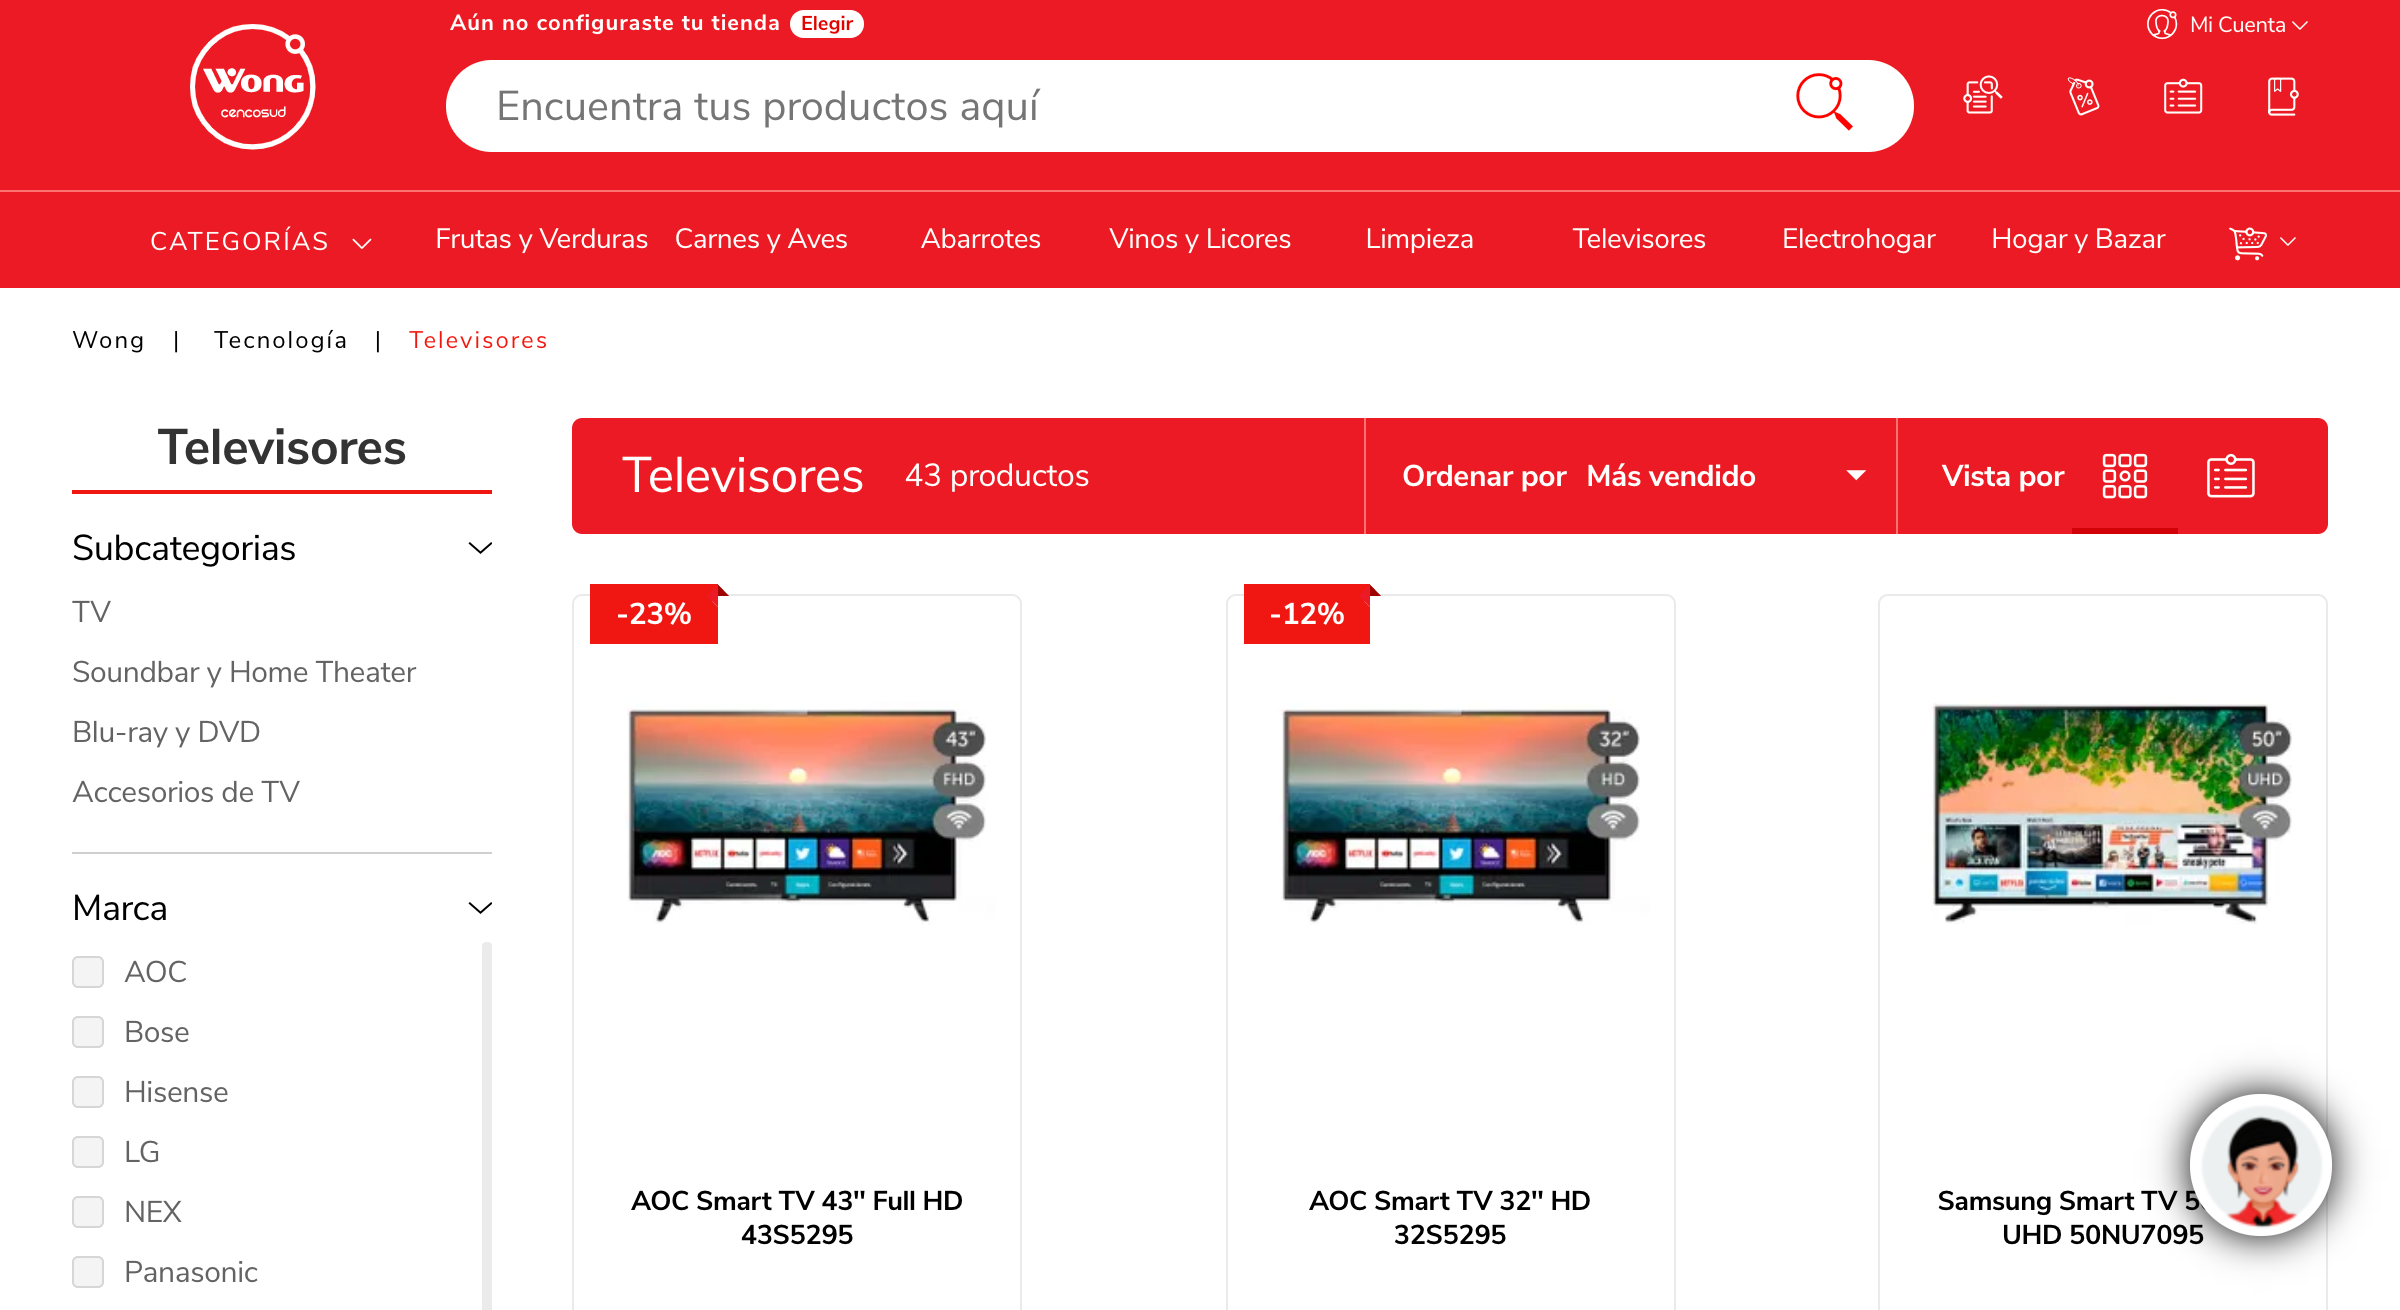 Aún no configuraste tu tienda Elegir
Mi Cuenta
Wong
cencosud
Encuentra tus productos aquí
CATEGORÍAS
Frutas y Verduras
Carnes y Aves
Abarrotes
Vinos y Licores
Limpieza
Televisores
Electrohogar
Hogar y Bazar
Wong | Tecnología | Televisores
Televisores
Subcategorias
TV
Soundbar y Home Theater
Blu-ray y DVD
Accesorios de TV
Marca
AOC
Bose
Hisense
LG
NEX
Panasonic
Televisores 43 productos
Ordenar por Más vendido
Vista por
-23%
43"
FHD
AOC Smart TV 43" Full HD
43S5295
-12%
32"
HD
AOC Smart TV 32" HD
32S5295
50"
UHD
Samsung Smart TV 5
UHD 50NU7095